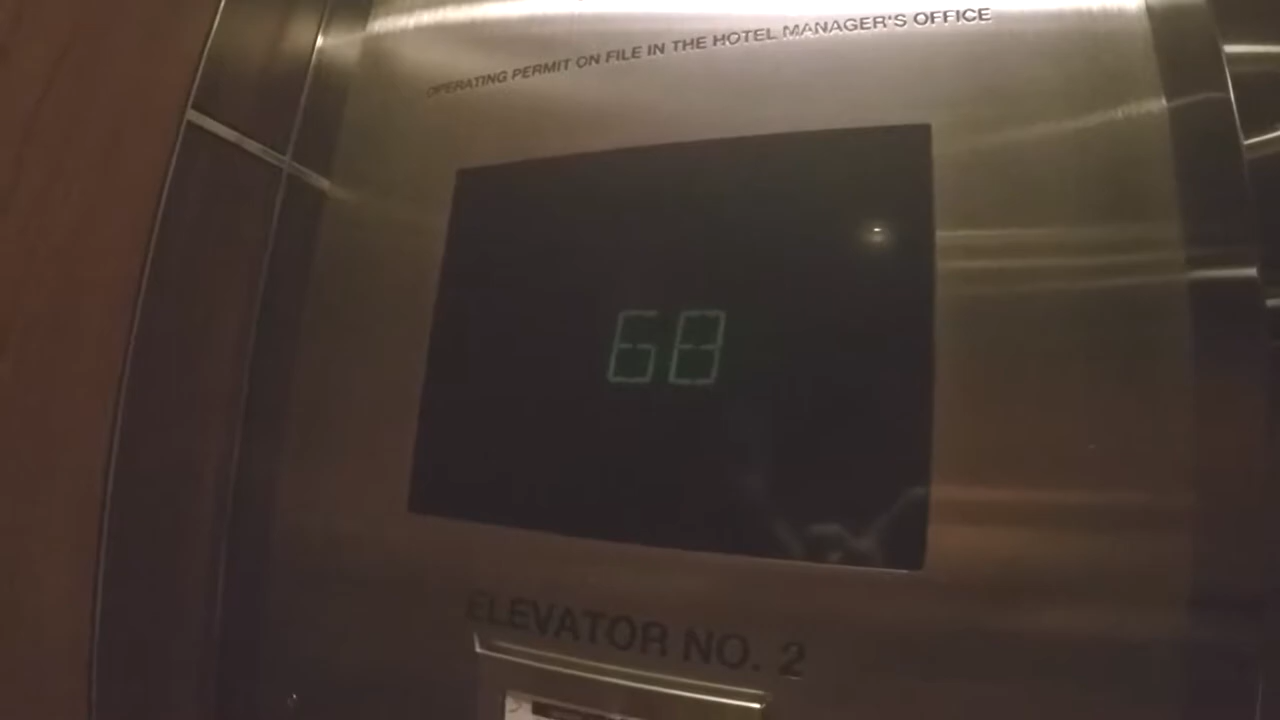 OPERATING PERMIT ON FILE IN THE HOTEL MANAGER'S OFFICE
68
ELEVATOR NO. 2